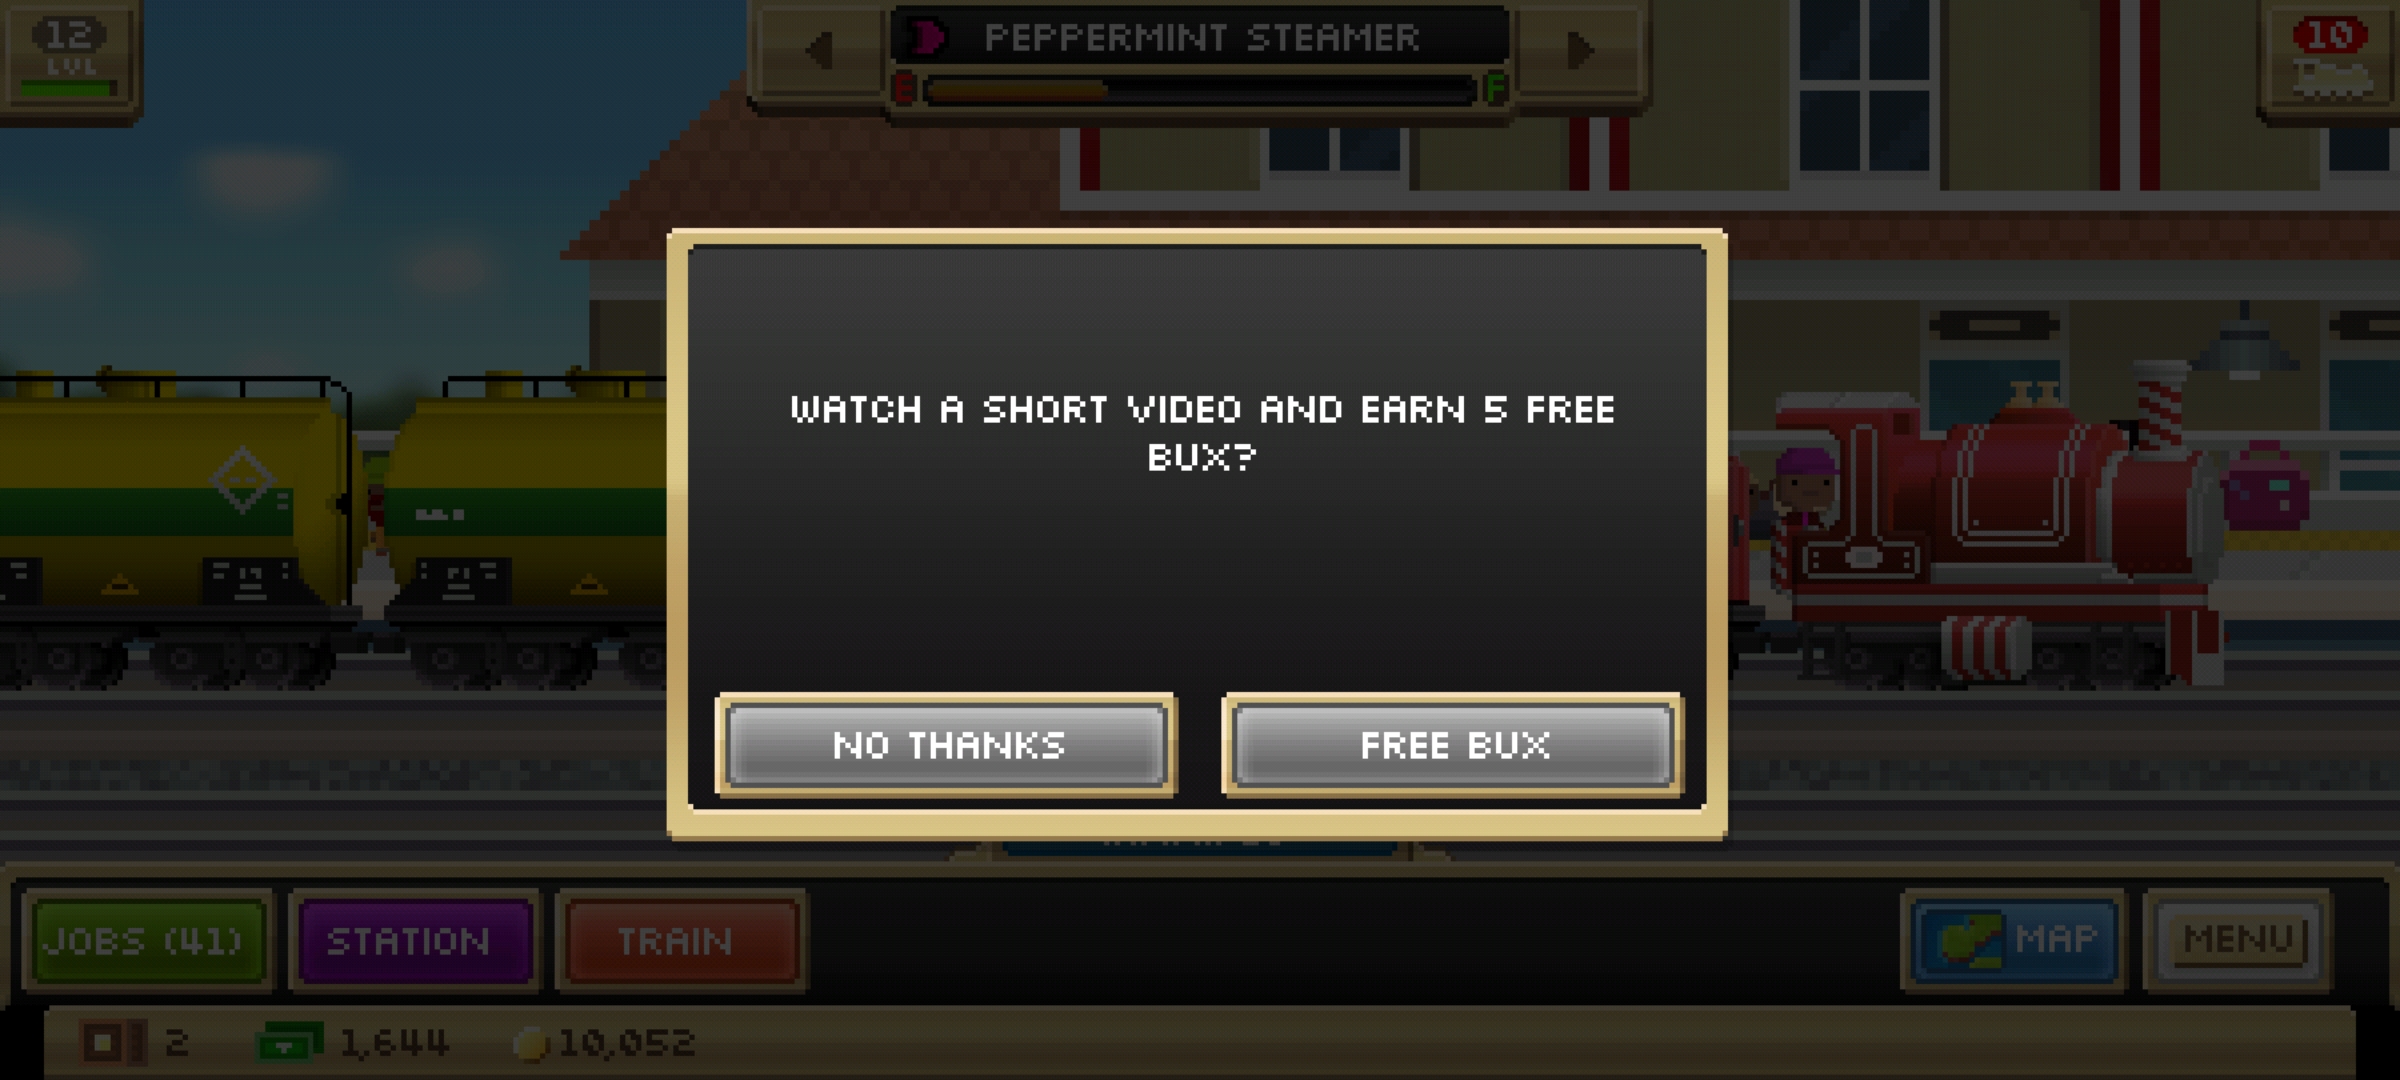 12
LVL
PEPPERMINT STEAMER
E
F
10
WATCH A SHORT VIDEO AND EARN 5 FREE
BUX?
NO THANKS
FREE BUX
JOBS (41)
STATION
TRAIN
MAP
MENU
2
1,644
10,052